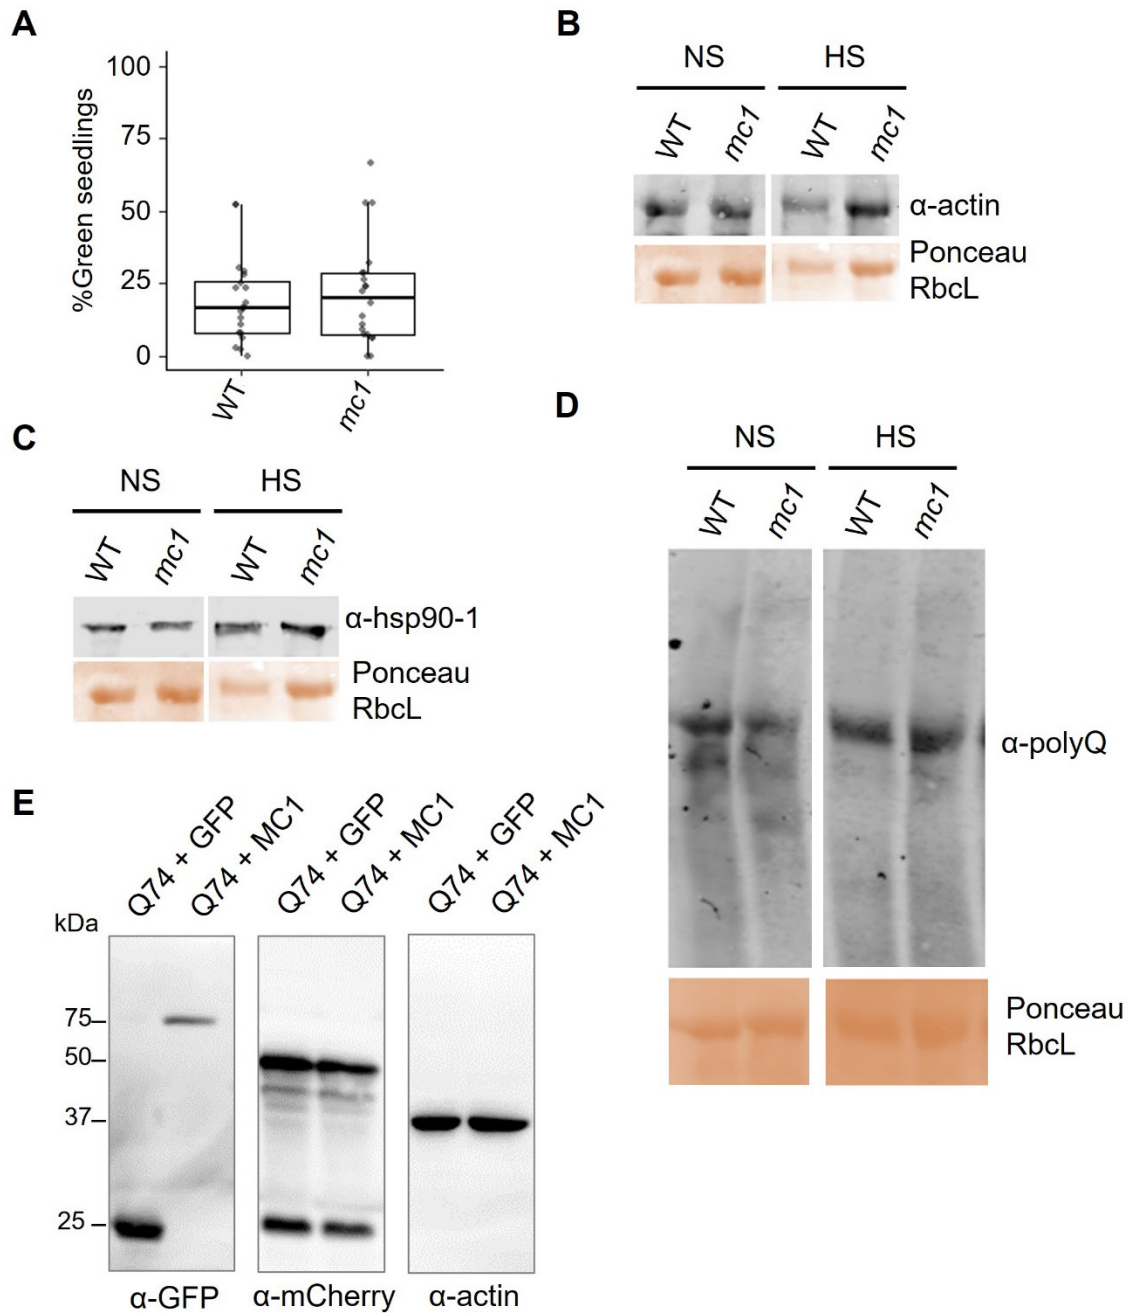 A
100
75
50
25
0
%Green seedlings
WT
mc1
B
NS
HS
WT
mc1
WT
mc1
α-actin
Ponceau
RbcL
C
NS
HS
WT
mc1
WT
mc1
α-hsp90-1
Ponceau
RbcL
D
NS
HS
WT
mc1
WT
mc1
α-polyQ
Ponceau
RbcL
E
Q74 + GFP
Q74 + MC1
Q74 + GFP
Q74 + MC1
Q74 + GFP
Q74 + MC1
kDa
75
50
37
25
α-GFP
α-mCherry
α-actin